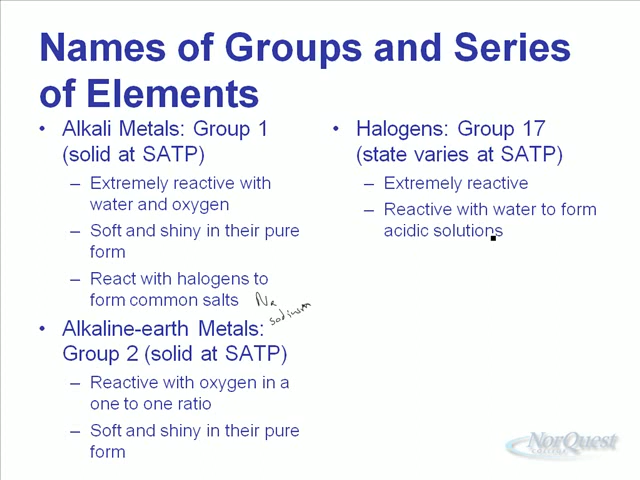 Names of Groups and Series
of Elements
• Alkali Metals: Group 1
(solid at SATP)
– Extremely reactive with
water and oxygen
– Soft and shiny in their pure
form
– React with halogens to
form common salts
Na
sodium
• Alkaline-earth Metals:
Group 2 (solid at SATP)
– Reactive with oxygen in a
one to one ratio
– Soft and shiny in their pure
form
• Halogens: Group 17
(state varies at SATP)
– Extremely reactive
– Reactive with water to form
acidic solutions
NorQuest
COLLEGE